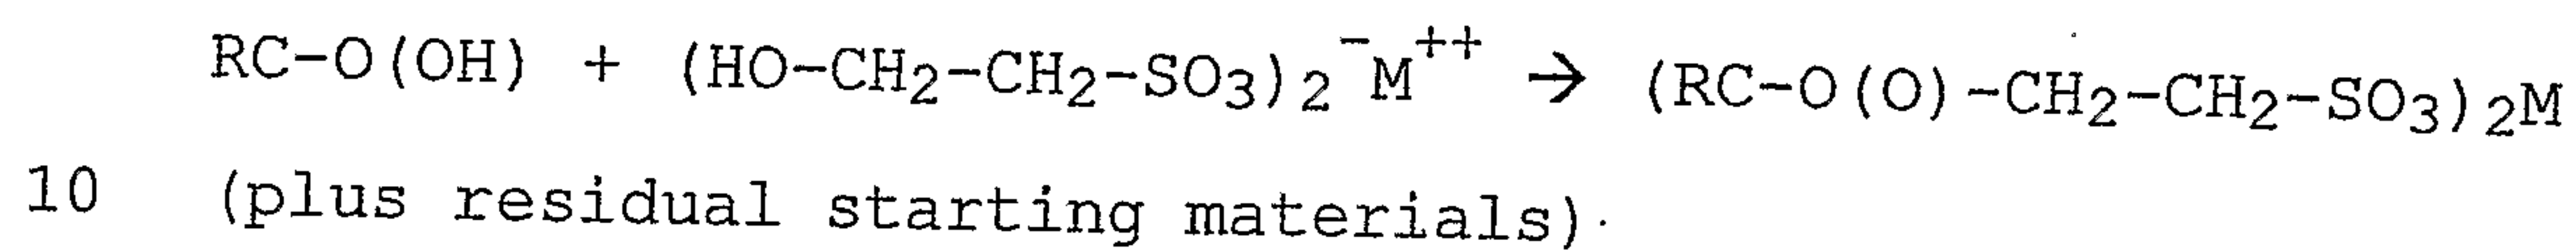 RC-O(OH) + (HO-CH₂-CH₂-SO₃)₂⁻M⁺⁺ → (RC-O(O)-CH₂-CH₂-SO₃)₂M
10 (plus residual starting materials).